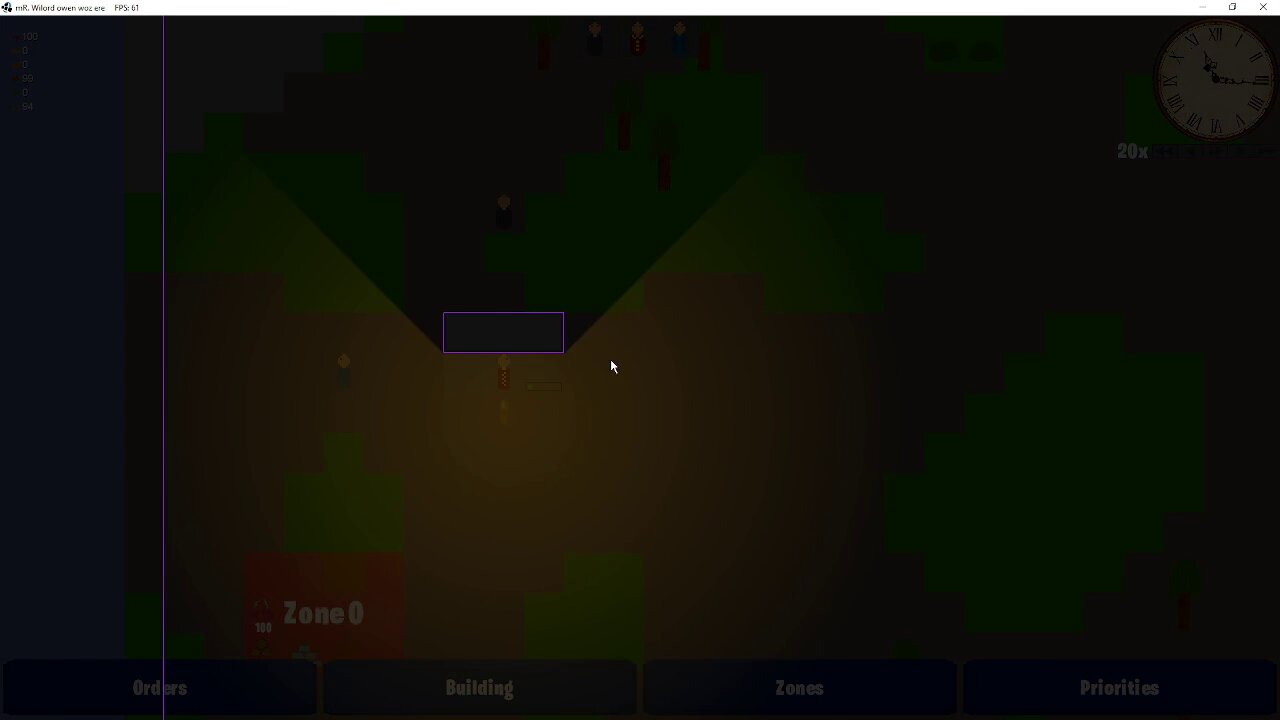 mR. Wilord owen woz ere FPS: 61
100
0
0
99
0
94
XII
20x
Zone 0
100
Orders Building Zones Priorities